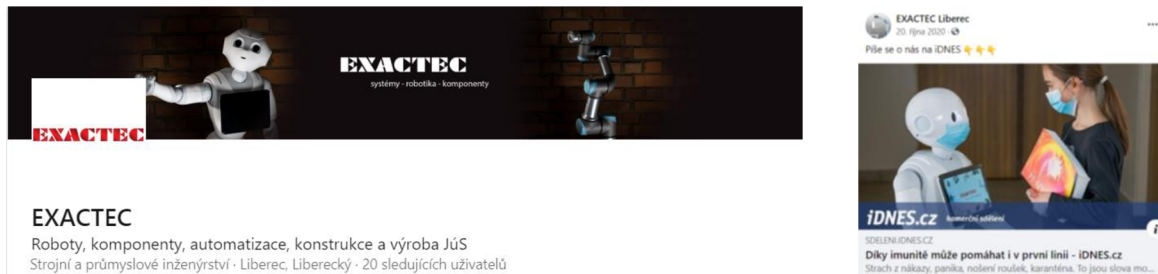 EXACTEC
systémy - robotika - komponenty
EXACTEC
EXACTEC
Roboty, komponenty, automatizace, konstrukce a výroba JúS
Strojní a průmyslové inženýrství · Liberec, Liberecký · 20 sledujících uživatelů
EXACTEC Liberec
20. října 2020 ·
Píše se o nás na iDNES
iDNES.cz komerční sdělení
SDELENI.IDNES.CZ
Díky imunitě může pomáhat i v první linii - iDNES.cz
Strach z nákazy, panika, nošení roušek, karanténa. To jsou slova mo...